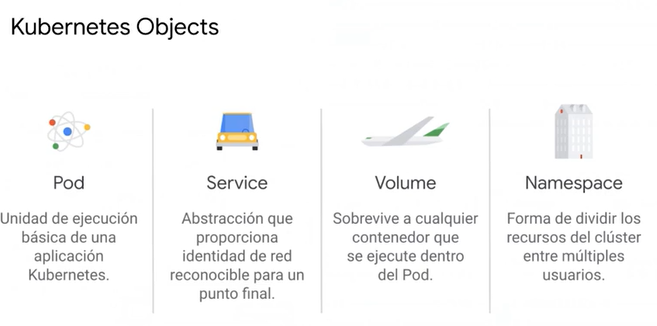 Kubernetes Objects
Pod
Unidad de ejecución
básica de una
aplicación
Kubernetes.
Service
Abstracción que
proporciona
identidad de red
reconocible para un
punto final.
Volume
Sobrevive a cualquier
contenedor que
se ejecute dentro
del Pod.
Namespace
Forma de dividir los
recursos del clúster
entre múltiples
usuarios.